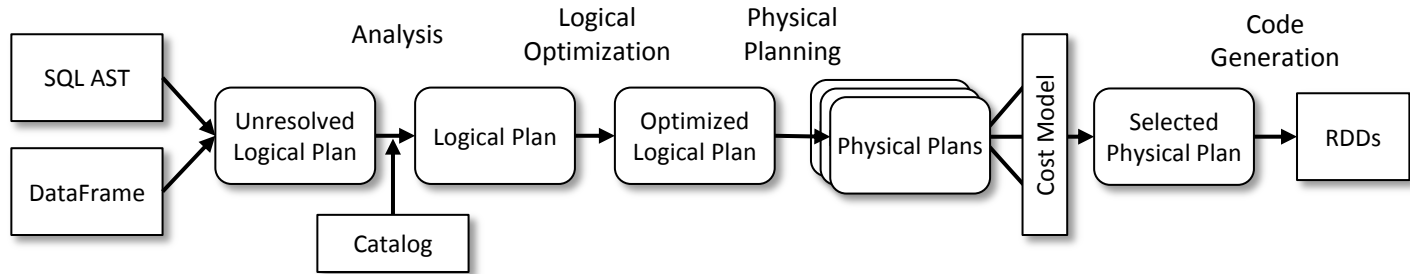 Analysis
Logical
Optimization
Physical
Planning
Code
Generation
SQL AST
DataFrame
Unresolved
Logical Plan
Catalog
Logical Plan
Optimized
Logical Plan
Physical Plans
Cost Model
Selected
Physical Plan
RDDs